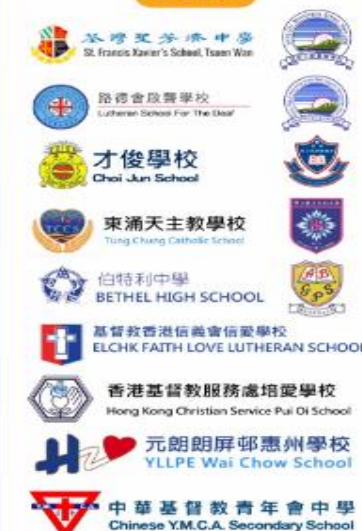 荃灣聖芳濟中學
St. Francis Xavier's School, Tsuen Wan
路德會啟聾學校
Lutheran School For The Deaf
才俊學校
Choi Jun School
東涌天主教學校
TCCS
Tung Chung Catholic School
伯特利中學
BETHEL HIGH SCHOOL
GPS
基督教香港信義會信愛學校
ELCHK FAITH LOVE LUTHERAN SCHOOL
香港基督教服務處培愛學校
Hong Kong Christian Service Pui Oi School
元朗朗屏邨惠州學校
YLLPE Wai Chow School
中華基督教青年會中學
Chinese Y.M.C.A. Secondary School